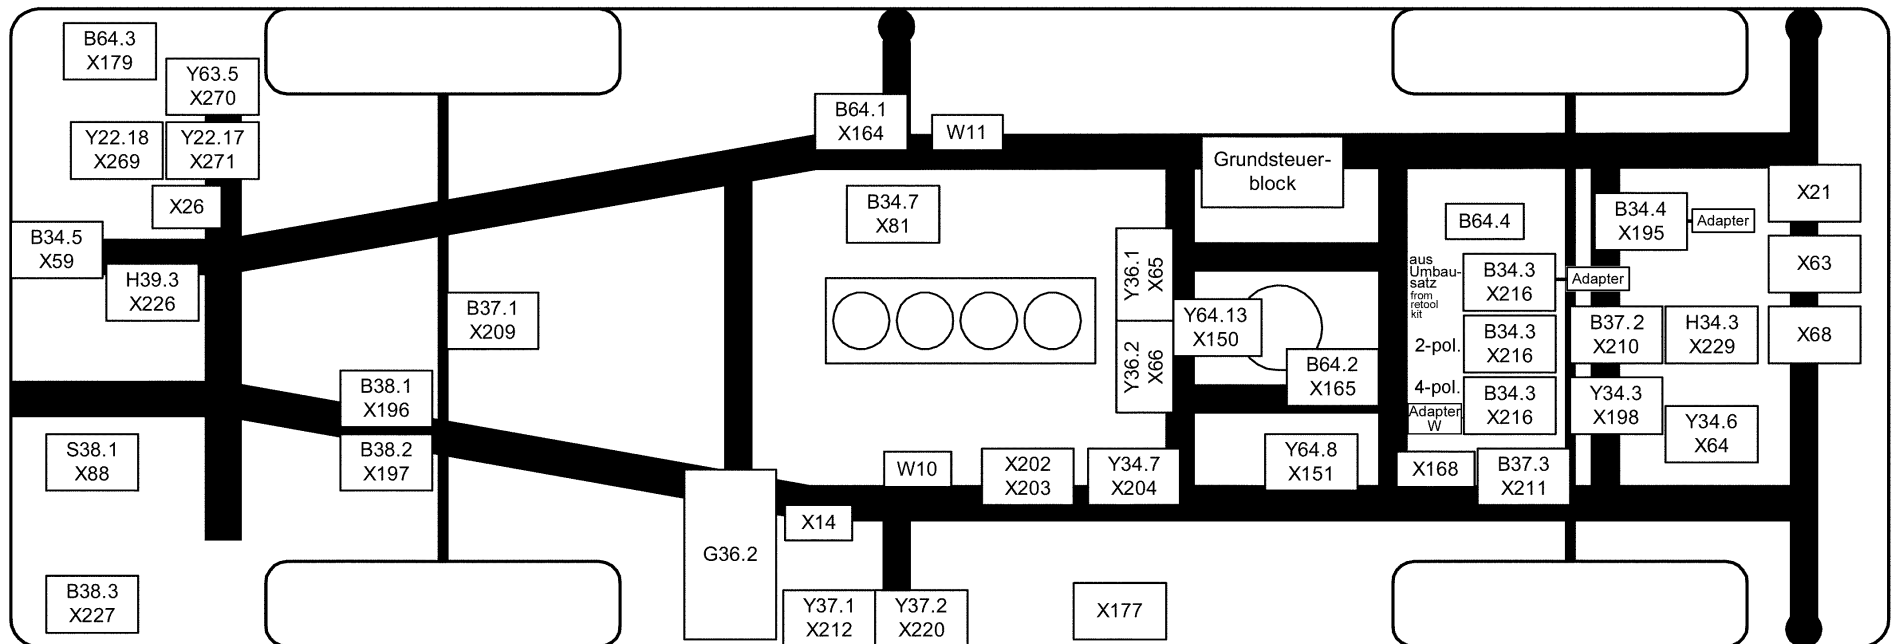 B64.3
X179
Y63.5
X270
Y22.18
X269
Y22.17
X271
X26
B34.5
X59
H39.3
X226
B37.1
X209
B38.1
X196
B38.2
X197
S38.1
X88
B38.3
X227
B64.1
X164
W11
B34.7
X81
Grundsteuer-
block
Y36.1
X65
Y36.2
X66
Y64.13
X150
B64.2
X165
Y64.8
X151
W10
X202
X203
Y34.7
X204
X14
G36.2
Y37.1
X212
Y37.2
X220
X177
B64.4
aus
Umbau-
satz
from
retool
kit
B34.3
X216
Adapter
2-pol.
B34.3
X216
4-pol.
Adapter
W
B34.3
X216
X168
B37.3
X211
B34.4
X195
Adapter
B37.2
X210
H34.3
X229
Y34.3
X198
Y34.6
X64
X21
X63
X68